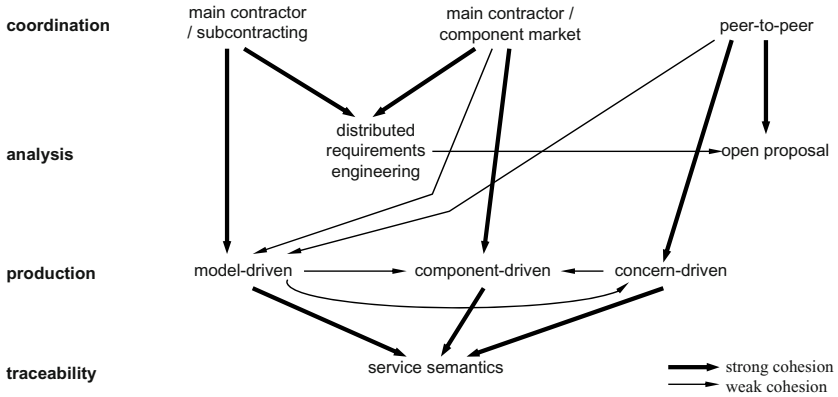 coordination
main contractor
/ subcontracting
main contractor /
component market
peer-to-peer
analysis
distributed
requirements
engineering
open proposal
production
model-driven
component-driven
concern-driven
traceability
service semantics
strong cohesion
weak cohesion